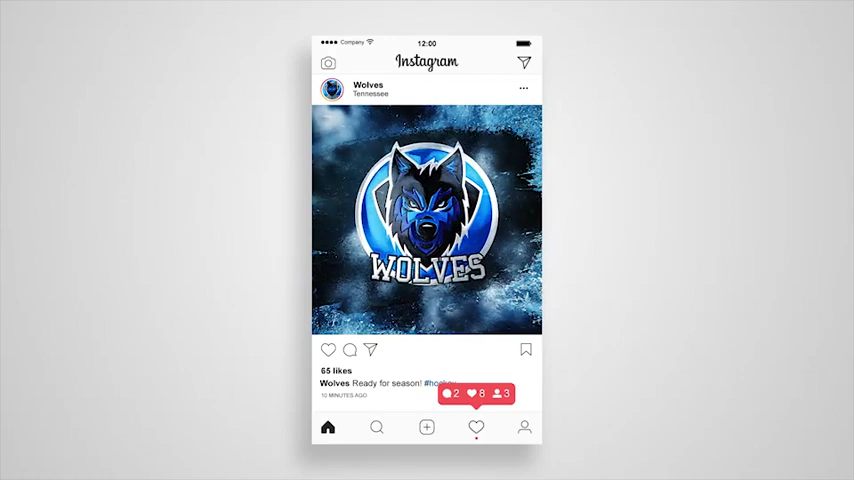 Company 12:00
Instagram
Wolves
Tennessee
WOLVES
65 likes
Wolves Ready for season! #hockey
10 MINUTES AGO
2 8 3